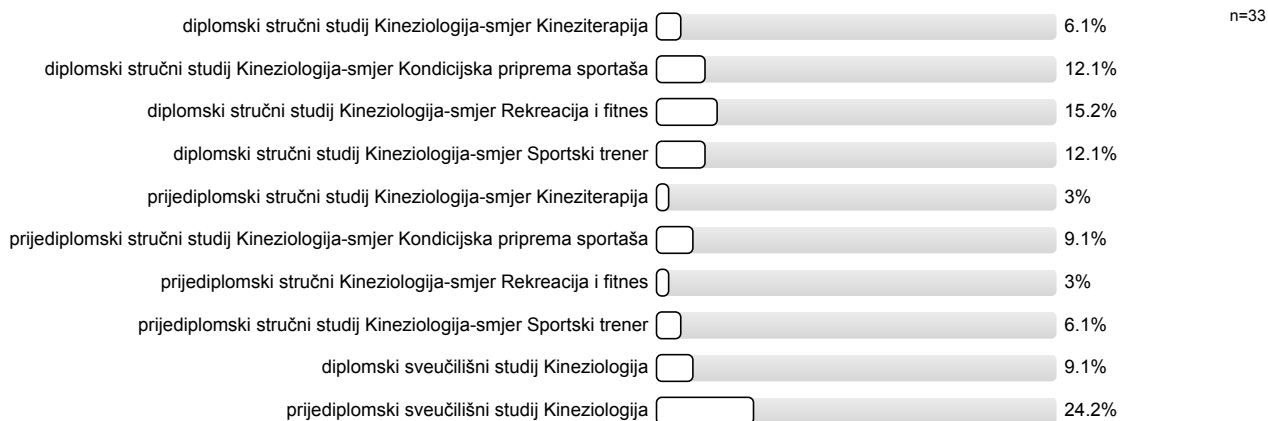 diplomski stručni studij Kineziologija-smjer Kineziterapija 6.1% n=33
diplomski stručni studij Kineziologija-smjer Kondicijska priprema sportaša 12.1%
diplomski stručni studij Kineziologija-smjer Rekreacija i fitnes 15.2%
diplomski stručni studij Kineziologija-smjer Sportski trener 12.1%
prijediplomski stručni studij Kineziologija-smjer Kineziterapija 3%
prijediplomski stručni studij Kineziologija-smjer Kondicijska priprema sportaša 9.1%
prijediplomski stručni Kineziologija-smjer Rekreacija i fitnes 3%
prijediplomski stručni studij Kineziologija-smjer Sportski trener 6.1%
diplomski sveučilišni studij Kineziologija 9.1%
prijediplomski sveučilišni studij Kineziologija 24.2%